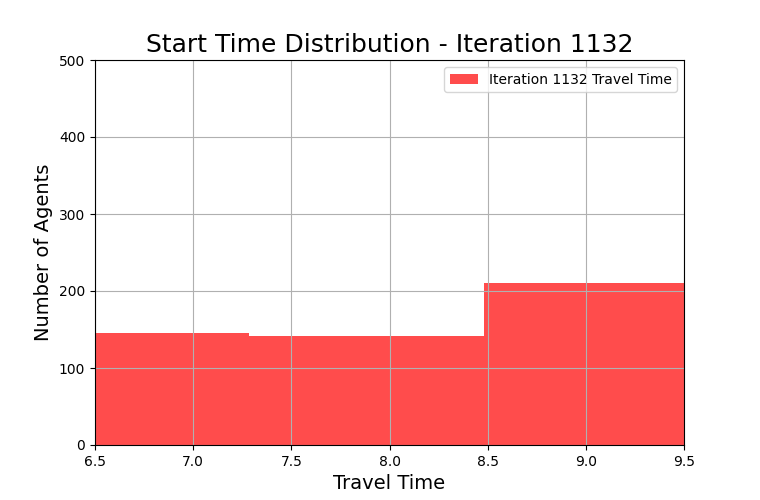 Start Time Distribution - Iteration 1132
Iteration 1132 Travel Time
Number of Agents
500
400
300
200
100
0
6.5 7.0 7.5 8.0 8.5 9.0 9.5
Travel Time